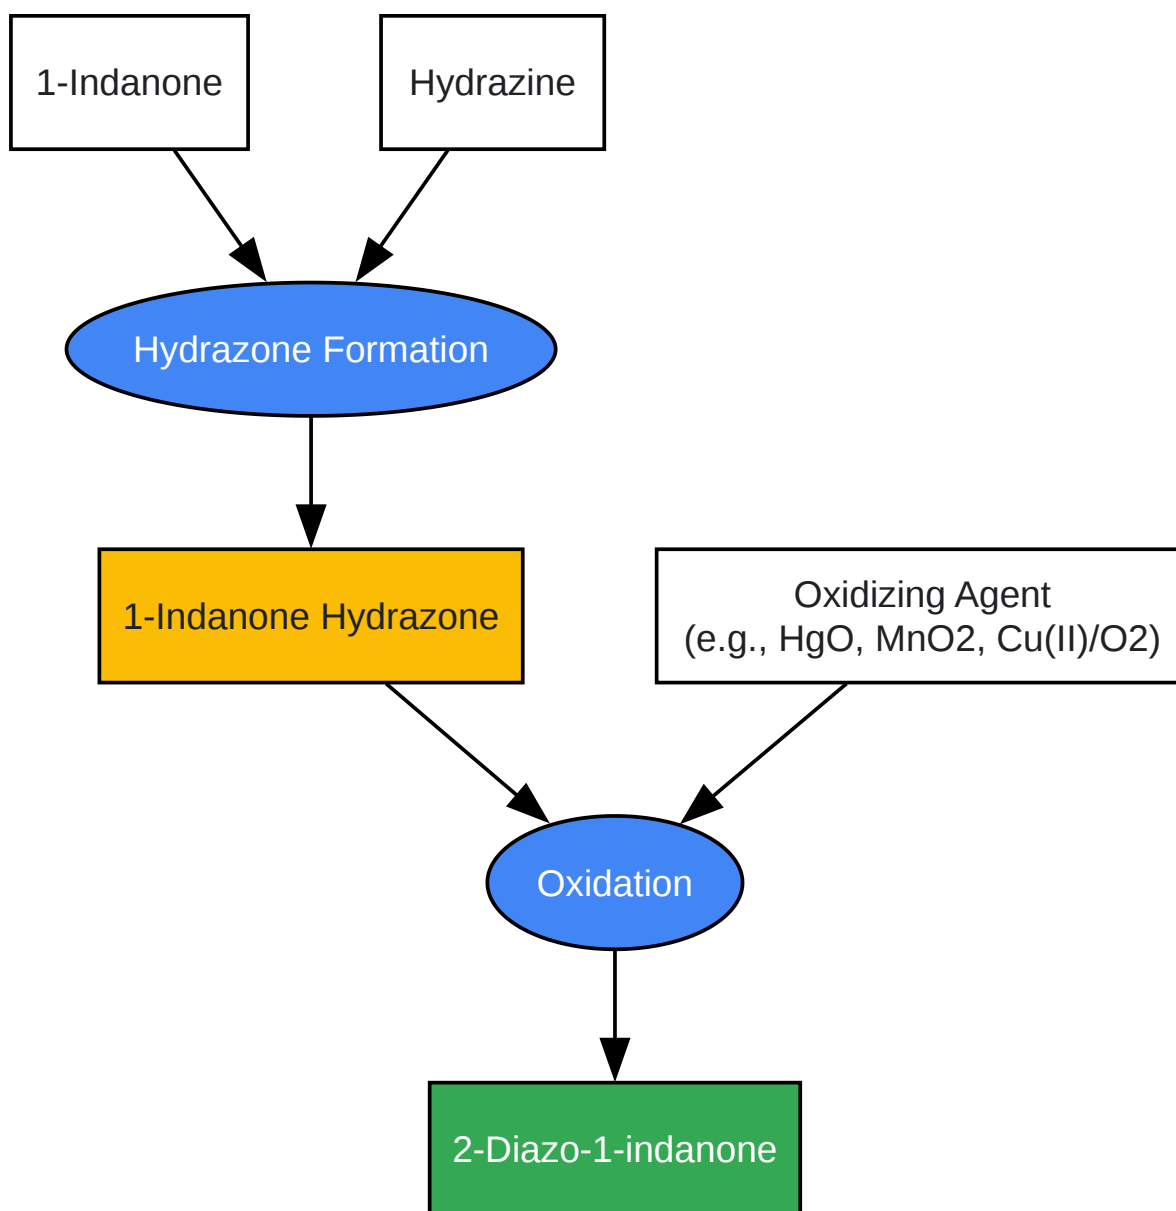 1-Indanone
Hydrazine
Hydrazone Formation
1-Indanone Hydrazone
Oxidizing Agent
(e.g., HgO, MnO2, Cu(II)/O2)
Oxidation
2-Diazo-1-indanone